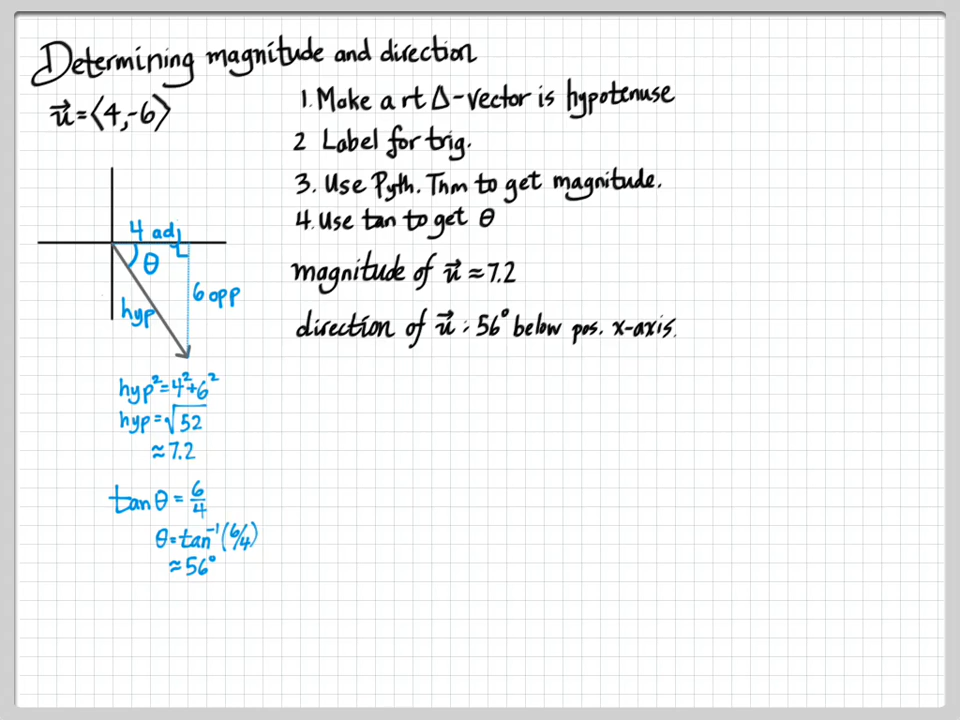 Determining magnitude and direction
u⃗ = ⟨4,-6⟩
1. Make a rt Δ-vector is hypotenuse
2 Label for trig.
3. Use Pyth. Thm to get magnitude.
4. Use tan to get θ
magnitude of u⃗ ≈ 7.2
direction of u⃗ : 56° below pos. x-axis.
4 adj
θ
6 opp
hyp
hyp² = 4² + 6²
hyp = √52
≈ 7.2
tan θ = 6/4
θ = tan⁻¹(6/4)
≈ 56°